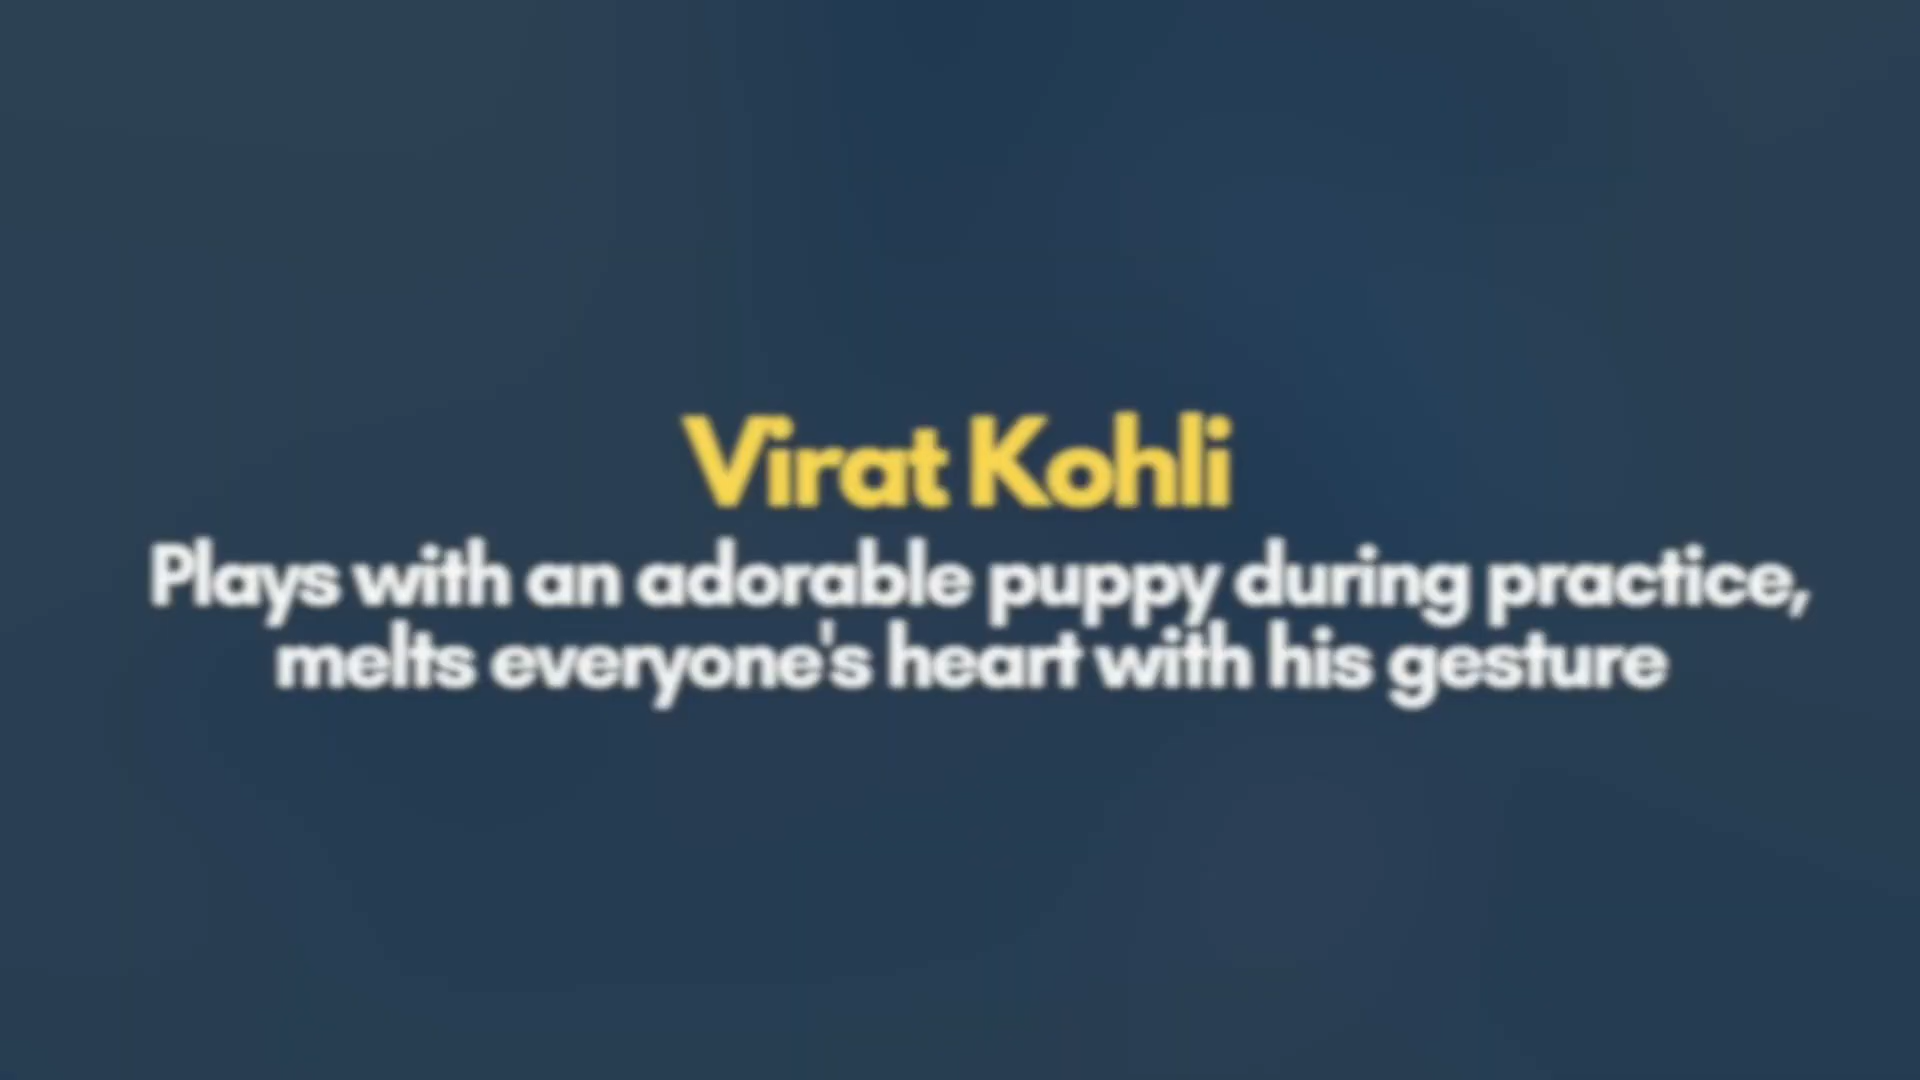 Virat Kohli
Plays with an adorable puppy during practice,
melts everyone's heart with his gesture